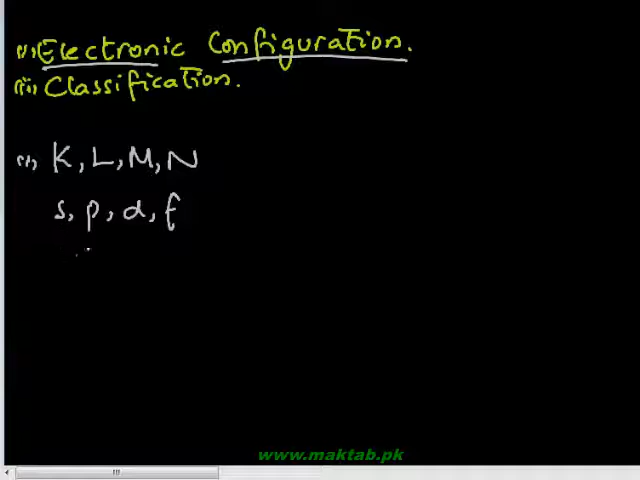 (i), Electronic Configuration.
(ii), Classification.
(i), K, L, M, N
s, p, d, f
www.maktab.pk